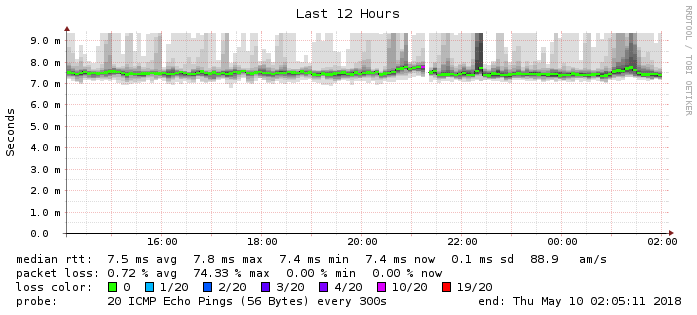 Last 12 Hours
RRDTOOL / TOBI OETIKER
Seconds
9.0 m
8.0 m
7.0 m
6.0 m
5.0 m
4.0 m
3.0 m
2.0 m
1.0 m
0.0
16:00 18:00 20:00 22:00 00:00 02:00
median rtt: 7.5 ms avg 7.8 ms max 7.4 ms min 7.4 ms now 0.1 ms sd 88.9 am/s
packet loss: 0.72 % avg 74.33 % max 0.00 % min 0.00 % now
loss color: 0 1/20 2/20 3/20 4/20 10/20 19/20
probe: 20 ICMP Echo Pings (56 Bytes) every 300s end: Thu May 10 02:05:11 2018